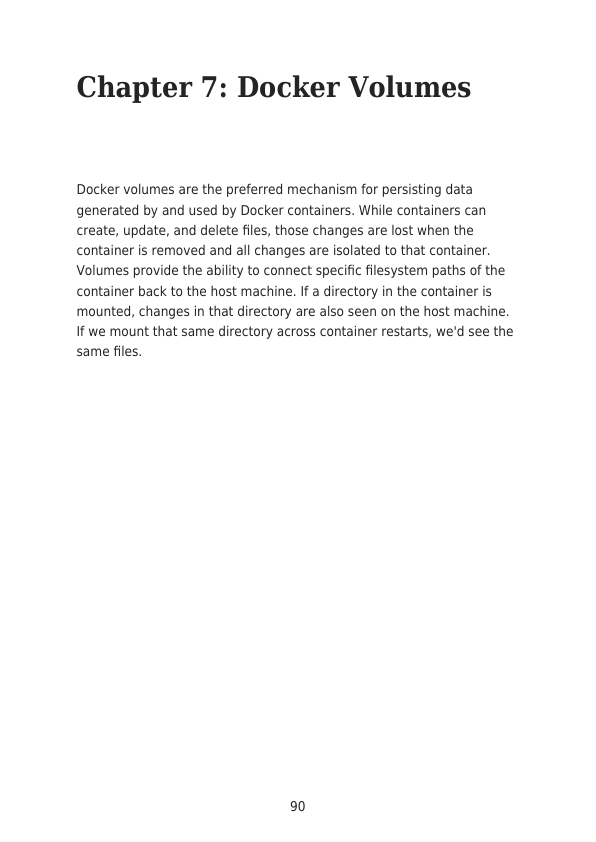 Chapter 7: Docker Volumes
Docker volumes are the preferred mechanism for persisting data
generated by and used by Docker containers. While containers can
create, update, and delete files, those changes are lost when the
container is removed and all changes are isolated to that container.
Volumes provide the ability to connect specific filesystem paths of the
container back to the host machine. If a directory in the container is
mounted, changes in that directory are also seen on the host machine.
If we mount that same directory across container restarts, we'd see the
same files.
90